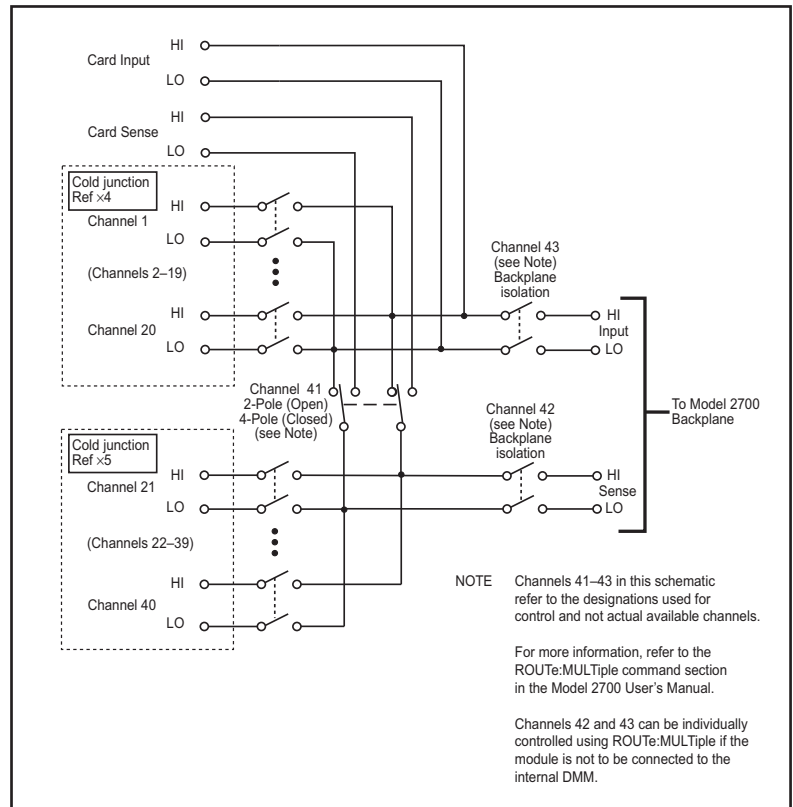 HI
Card Input
LO
HI
Card Sense
LO
Cold junction
Ref ×4
HI
Channel 1
LO
(Channels 2–19)
HI
Channel 20
LO
Channel 43
(see Note)
Backplane
isolation
HI
Input
LO
Channel 41
2-Pole (Open)
4-Pole (Closed)
(see Note)
Channel 42
(see Note)
Backplane
isolation
To Model 2700
Backplane
Cold junction
Ref ×5
HI
Channel 21
LO
HI
Sense
LO
(Channels 22–39)
HI
Channel 40
LO
NOTE Channels 41–43 in this schematic
refer to the designations used for
control and not actual available channels.
For more information, refer to the
ROUTe:MULTiple command section
in the Model 2700 User's Manual.
Channels 42 and 43 can be individually
controlled using ROUTe:MULTiple if the
module is not to be connected to the
internal DMM.